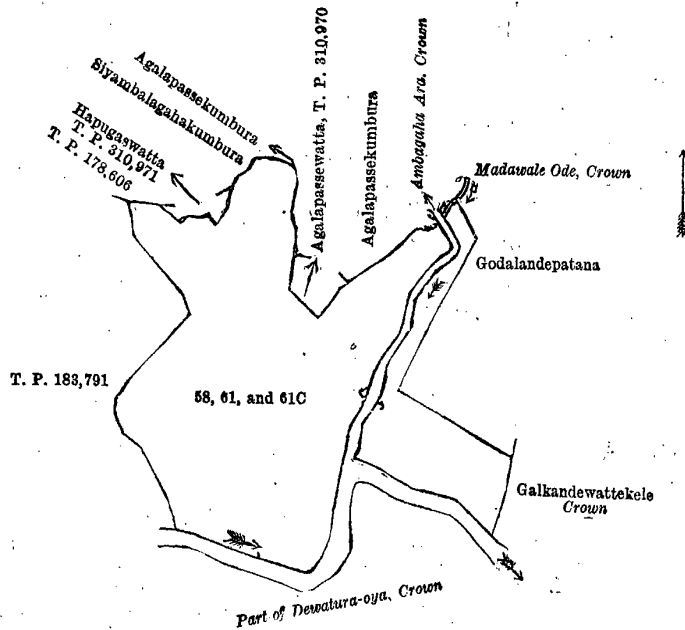 Agalapassekumbura
Siyambalagahakumbura
Hapugaswatta
T. P. 310,971
T. P. 178,606
Agalapassewatta, T. P. 310,970
Agalapassekumbura
Ambagaha Ara, Crown
Madawale Ode, Crown
Godalandepatana
T. P. 183,791
58, 61, and 61C
Galkandewattekele
Crown
Part of Dewatura-oya, Crown